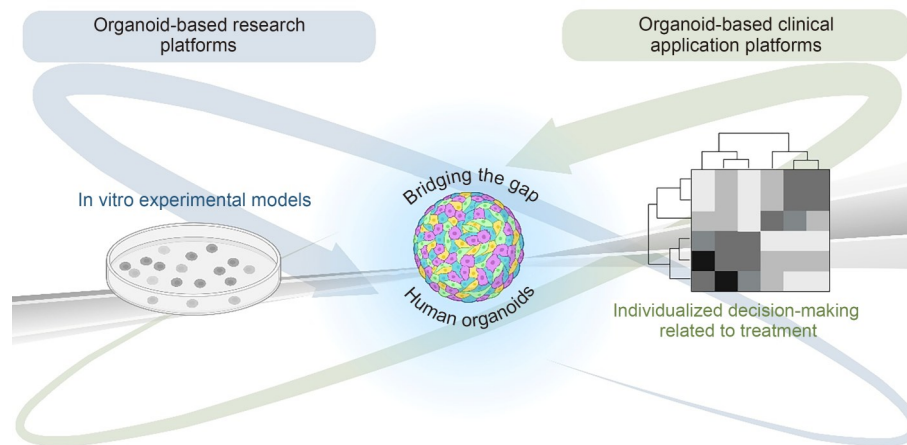 Organoid-based research
platforms
Organoid-based clinical
application platforms
In vitro experimental models
Bridging the gap
Human organoids
Individualized decision-making
related to treatment